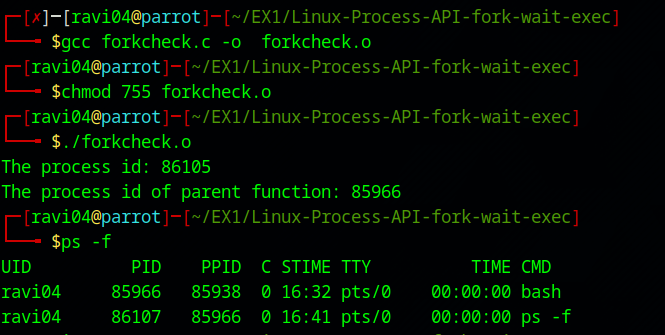 ┌─[✗]─[ravi04@parrot]─[~/EX1/Linux-Process-API-fork-wait-exec]
└──╼ $gcc forkcheck.c -o  forkcheck.o
┌─[ravi04@parrot]─[~/EX1/Linux-Process-API-fork-wait-exec]
└──╼ $chmod 755 forkcheck.o
┌─[ravi04@parrot]─[~/EX1/Linux-Process-API-fork-wait-exec]
└──╼ $./forkcheck.o
The process id: 86105
The process id of parent function: 85966
┌─[ravi04@parrot]─[~/EX1/Linux-Process-API-fork-wait-exec]
└──╼ $ps -f
UID          PID    PPID  C STIME TTY          TIME CMD
ravi04     85966   85938  0 16:32 pts/0    00:00:00 bash
ravi04     86107   85966  0 16:41 pts/0    00:00:00 ps -f